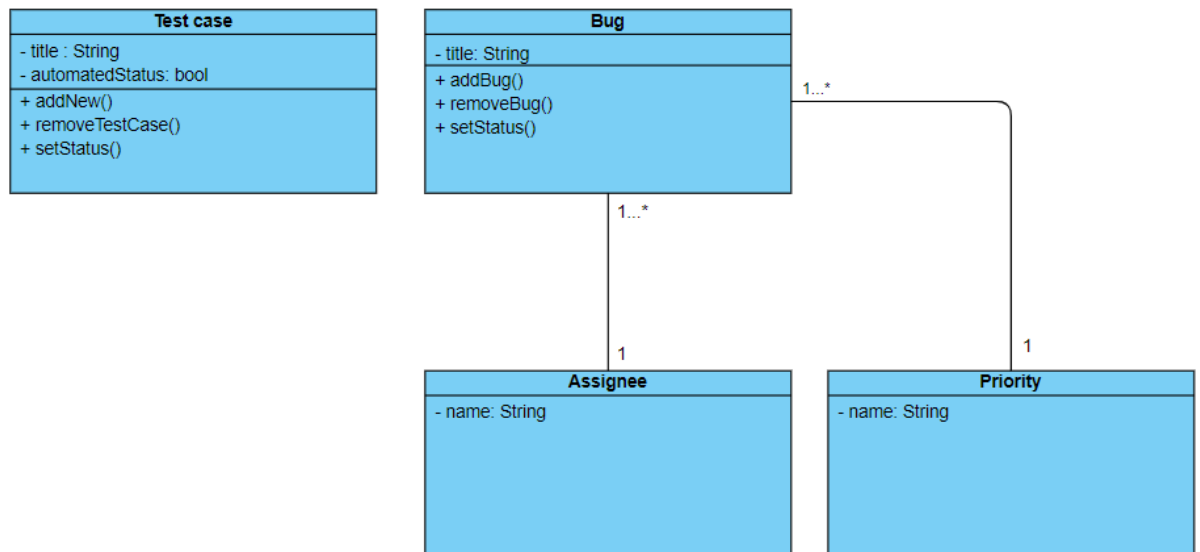 Test case
- title : String
- automatedStatus: bool
+ addNew()
+ removeTestCase()
+ setStatus()
Bug
- title: String
+ addBug()
+ removeBug()
+ setStatus()
1...*
1...*
1
1
Assignee
- name: String
Priority
- name: String